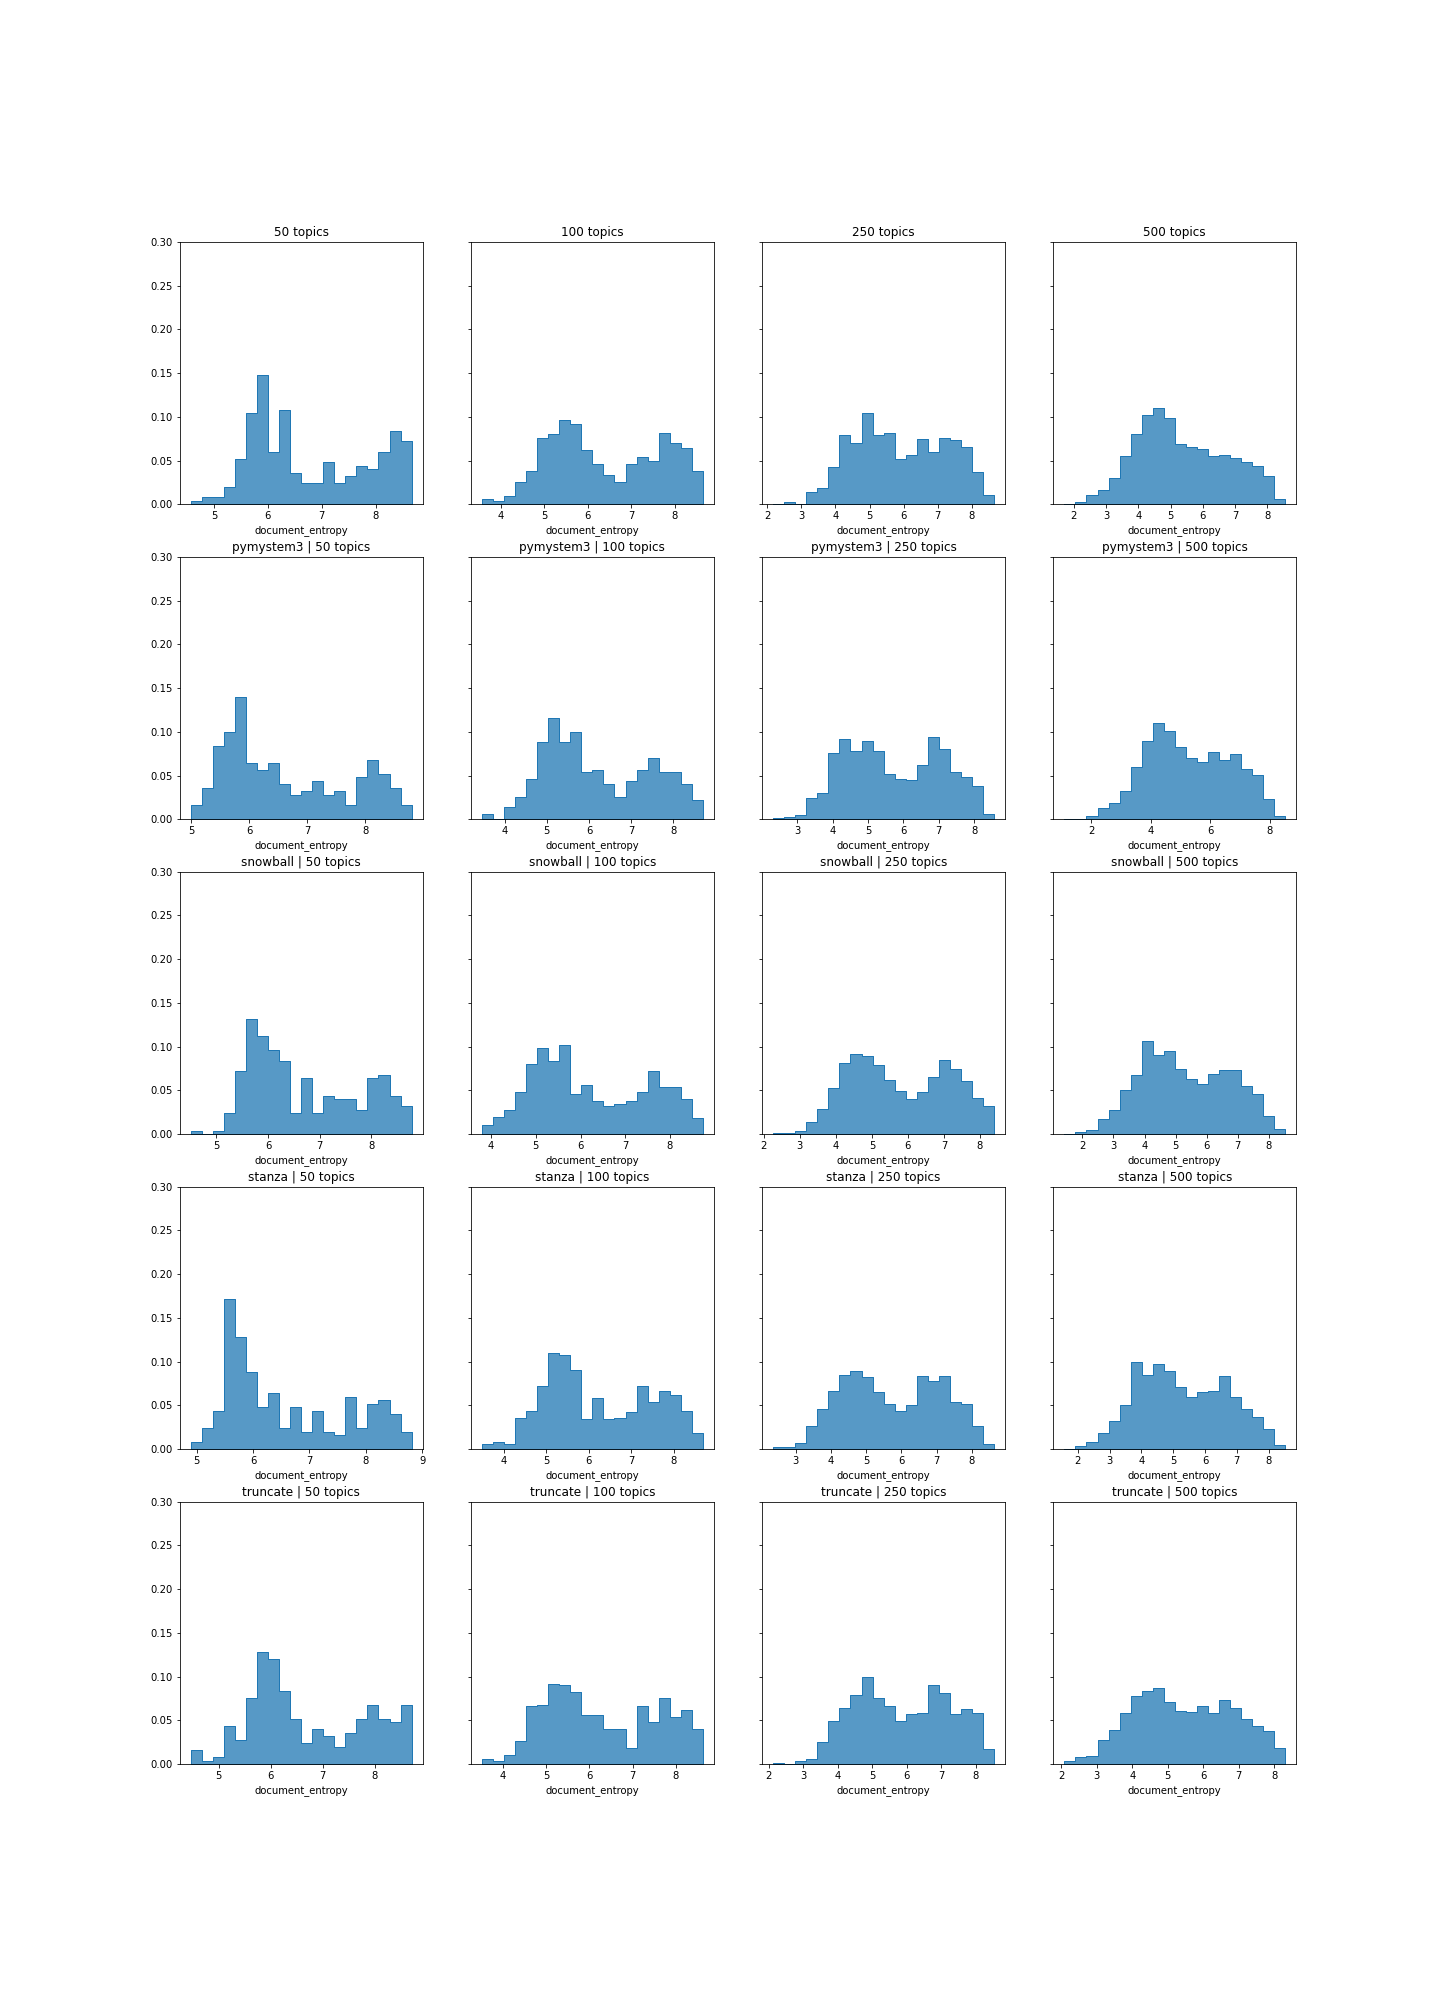 50 topics 100 topics 250 topics 500 topics
0.30
0.25
0.20
0.15
0.10
0.05
0.00
5 6 7 8 4 5 6 7 8 2 3 4 5 6 7 8 2 3 4 5 6 7 8
document_entropy document_entropy document_entropy document_entropy
pymystem3 | 50 topics pymystem3 | 100 topics pymystem3 | 250 topics pymystem3 | 500 topics
0.30
0.25
0.20
0.15
0.10
0.05
0.00
5 6 7 8 4 5 6 7 8 3 4 5 6 7 8 2 4 6 8
document_entropy document_entropy document_entropy document_entropy
snowball | 50 topics snowball | 100 topics snowball | 250 topics snowball | 500 topics
0.30
0.25
0.20
0.15
0.10
0.05
0.00
5 6 7 8 4 5 6 7 8 2 3 4 5 6 7 8 2 3 4 5 6 7 8
document_entropy document_entropy document_entropy document_entropy
stanza | 50 topics stanza | 100 topics stanza | 250 topics stanza | 500 topics
0.30
0.25
0.20
0.15
0.10
0.05
0.00
5 6 7 8 9 4 5 6 7 8 3 4 5 6 7 8 2 3 4 5 6 7 8
document_entropy document_entropy document_entropy document_entropy
truncate | 50 topics truncate | 100 topics truncate | 250 topics truncate | 500 topics
0.30
0.25
0.20
0.15
0.10
0.05
0.00
5 6 7 8 4 5 6 7 8 2 3 4 5 6 7 8 2 3 4 5 6 7 8
document_entropy document_entropy document_entropy document_entropy